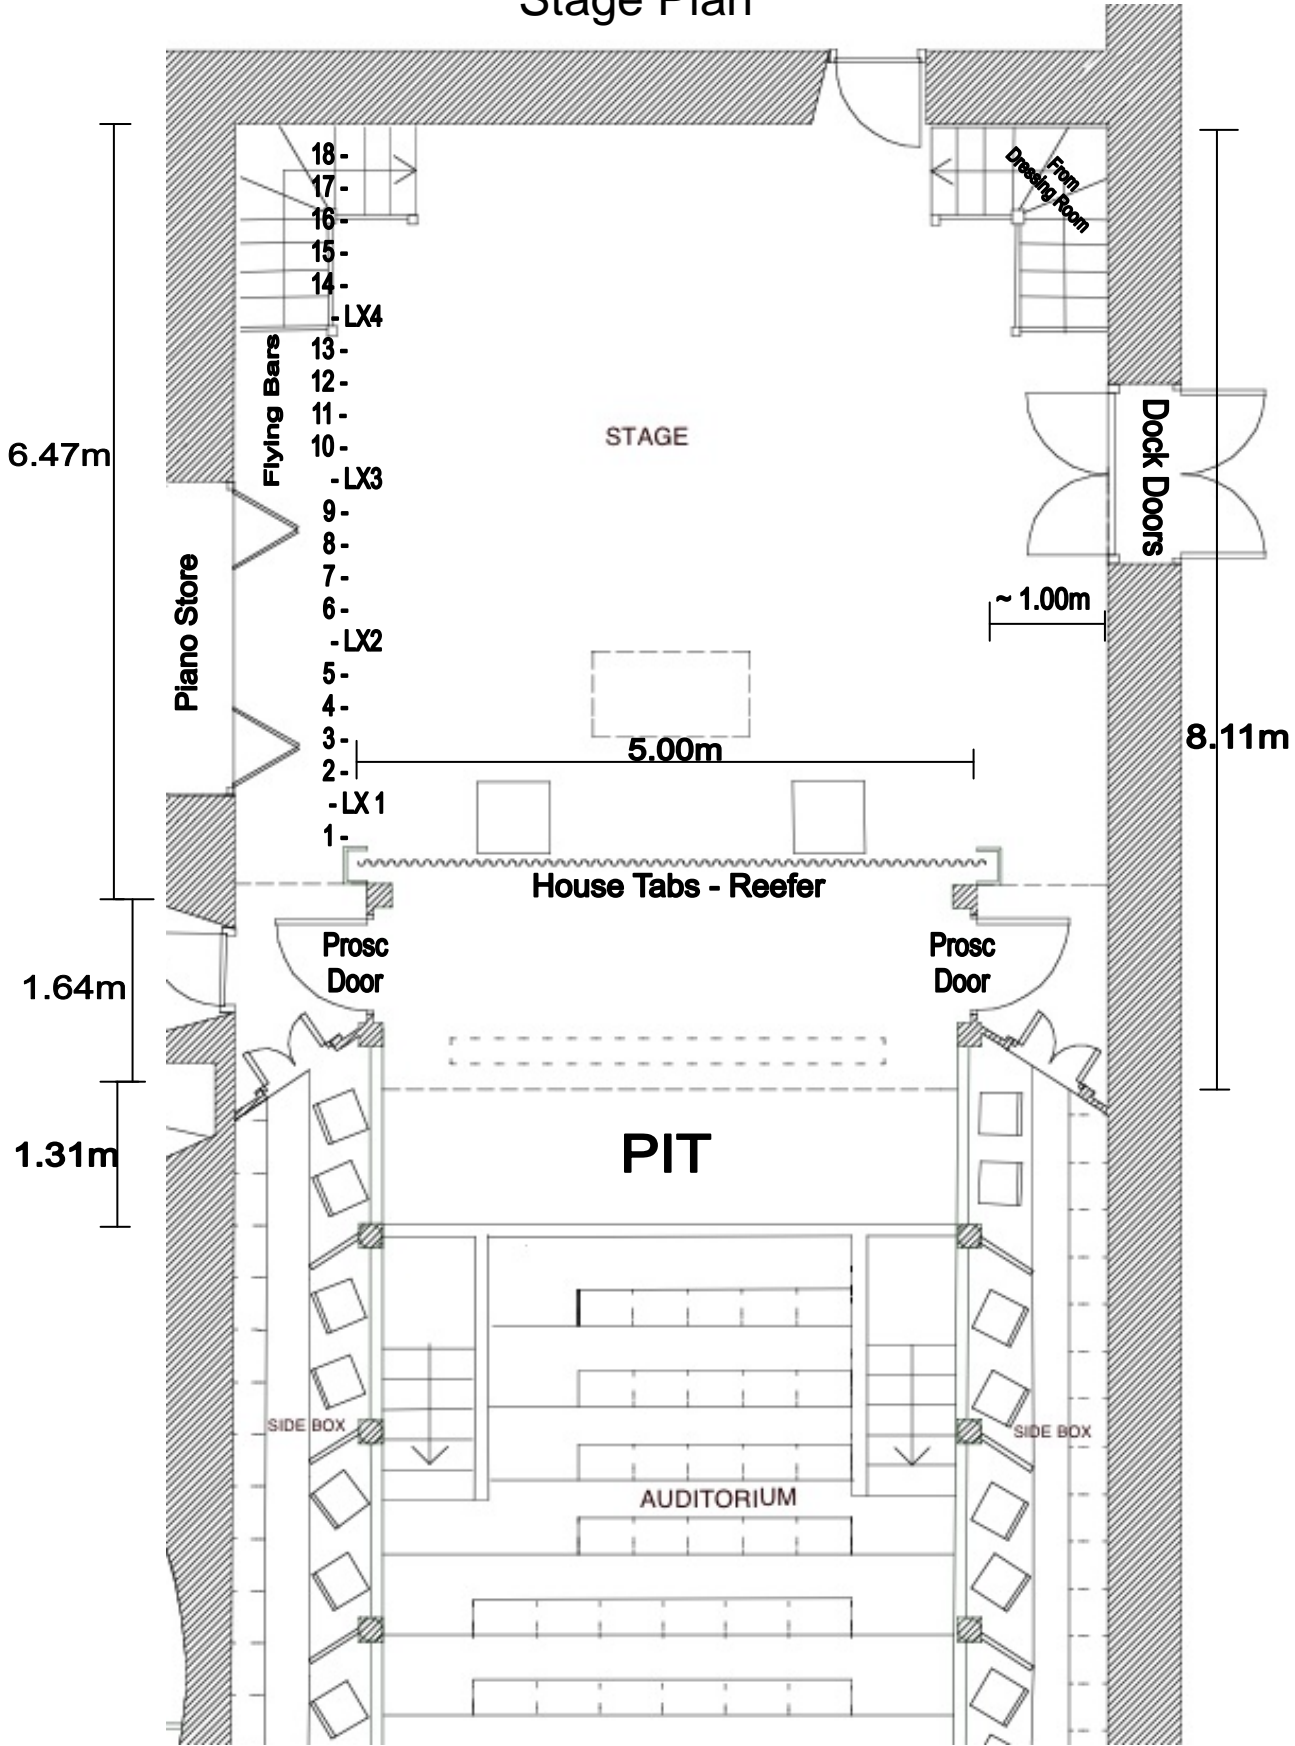 Stage Plan
18 -
17 -
16 -
15 -
14 -
- LX4
13 -
12 -
11 -
10 -
- LX3
9 -
8 -
7 -
6 -
- LX2
5 -
4 -
3 -
2 -
- LX 1
1 -
Flying Bars
From
Dressing Room
STAGE
Dock Doors
6.47m
Piano Store
~ 1.00m
8.11m
5.00m
House Tabs - Reefer
Prosc
Door
Prosc
Door
1.64m
1.31m
PIT
SIDE BOX
SIDE BOX
AUDITORIUM